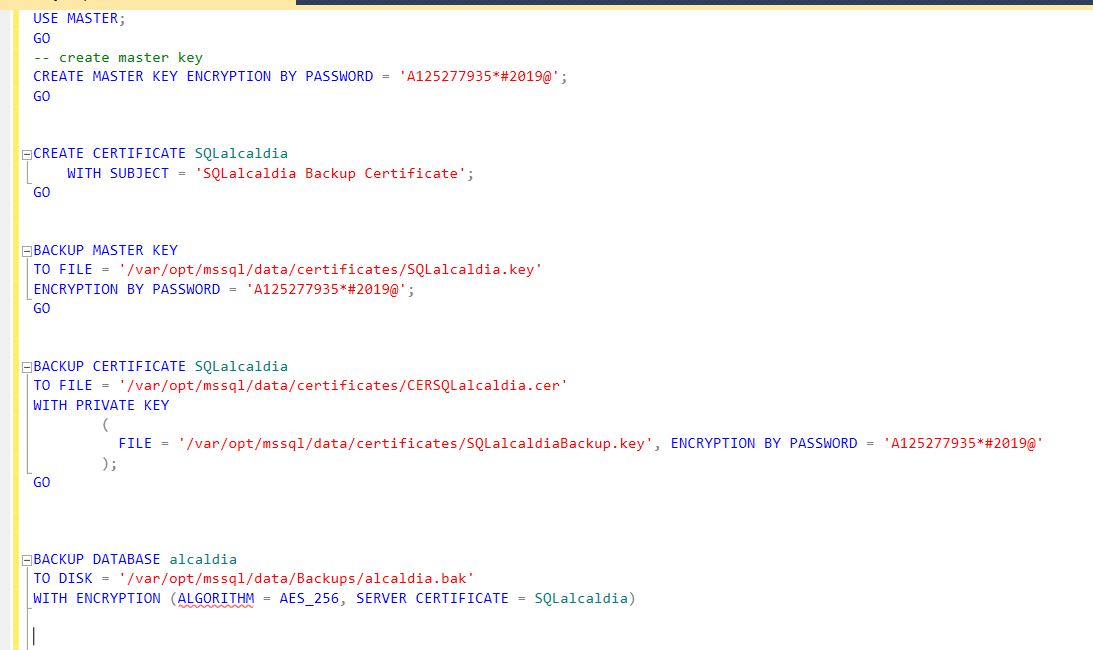 USE MASTER;
GO
-- create master key
CREATE MASTER KEY ENCRYPTION BY PASSWORD = 'A125277935*#2019@';
GO
CREATE CERTIFICATE SQLalcaldia
WITH SUBJECT = 'SQLalcaldia Backup Certificate';
GO
BACKUP MASTER KEY
TO FILE = '/var/opt/mssql/data/certificates/SQLalcaldia.key'
ENCRYPTION BY PASSWORD = 'A125277935*#2019@';
GO
BACKUP CERTIFICATE SQLalcaldia
TO FILE = '/var/opt/mssql/data/certificates/CERSQLalcaldia.cer'
WITH PRIVATE KEY
(
FILE = '/var/opt/mssql/data/certificates/SQLalcaldiaBackup.key', ENCRYPTION BY PASSWORD = 'A125277935*#2019@'
);
GO
BACKUP DATABASE alcaldia
TO DISK = '/var/opt/mssql/data/Backups/alcaldia.bak'
WITH ENCRYPTION (ALGORITHM = AES_256, SERVER CERTIFICATE = SQLalcaldia)